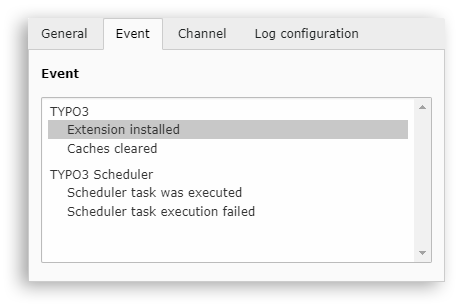 General Event Channel Log configuration
Event
TYPO3
Extension installed
Caches cleared
TYPO3 Scheduler
Scheduler task was executed
Scheduler task execution failed